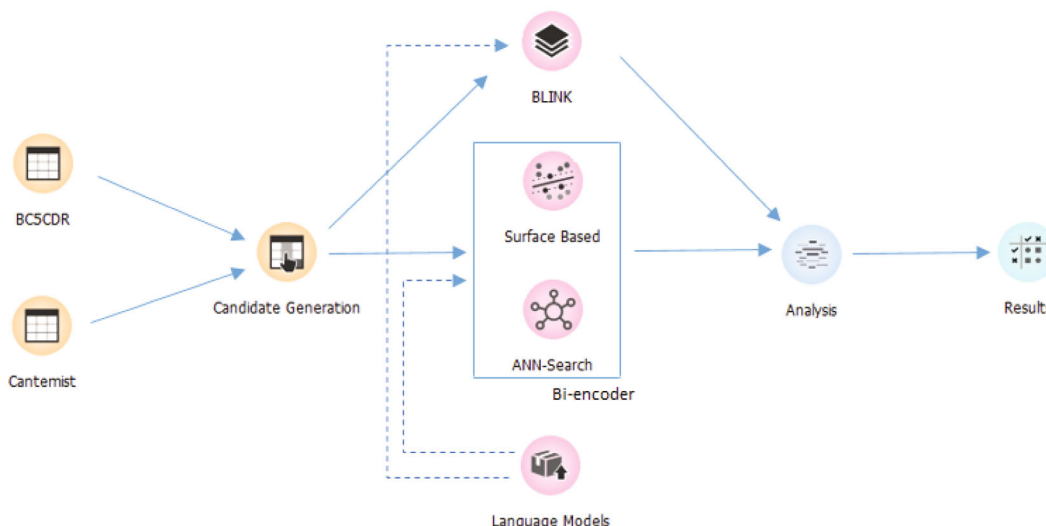 BLINK
BC5CDR
Surface Based
Candidate Generation
Analysis
Result
Cantemist
ANN-Search
Bi-encoder
Language Models